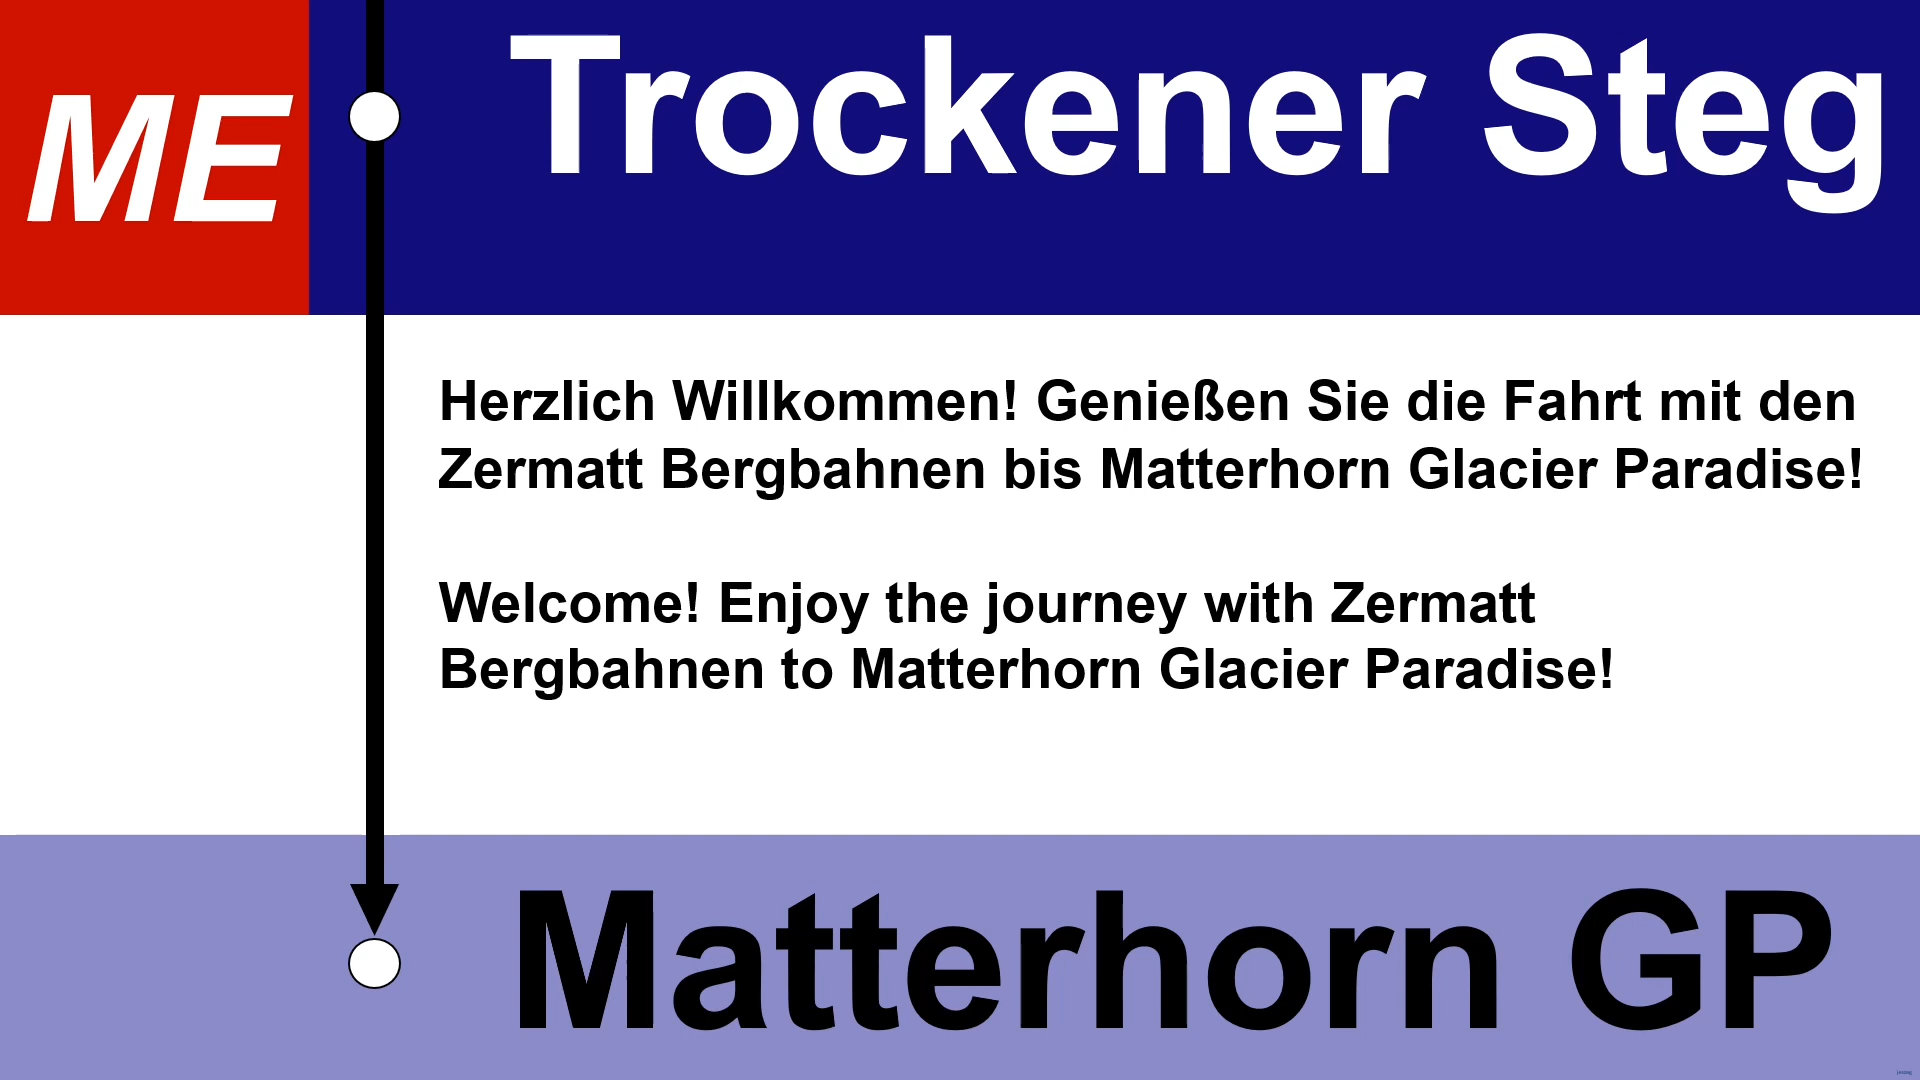 ME
Trockener Steg
Herzlich Willkommen! Genießen Sie die Fahrt mit den
Zermatt Bergbahnen bis Matterhorn Glacier Paradise!
Welcome! Enjoy the journey with Zermatt
Bergbahnen to Matterhorn Glacier Paradise!
Matterhorn GP